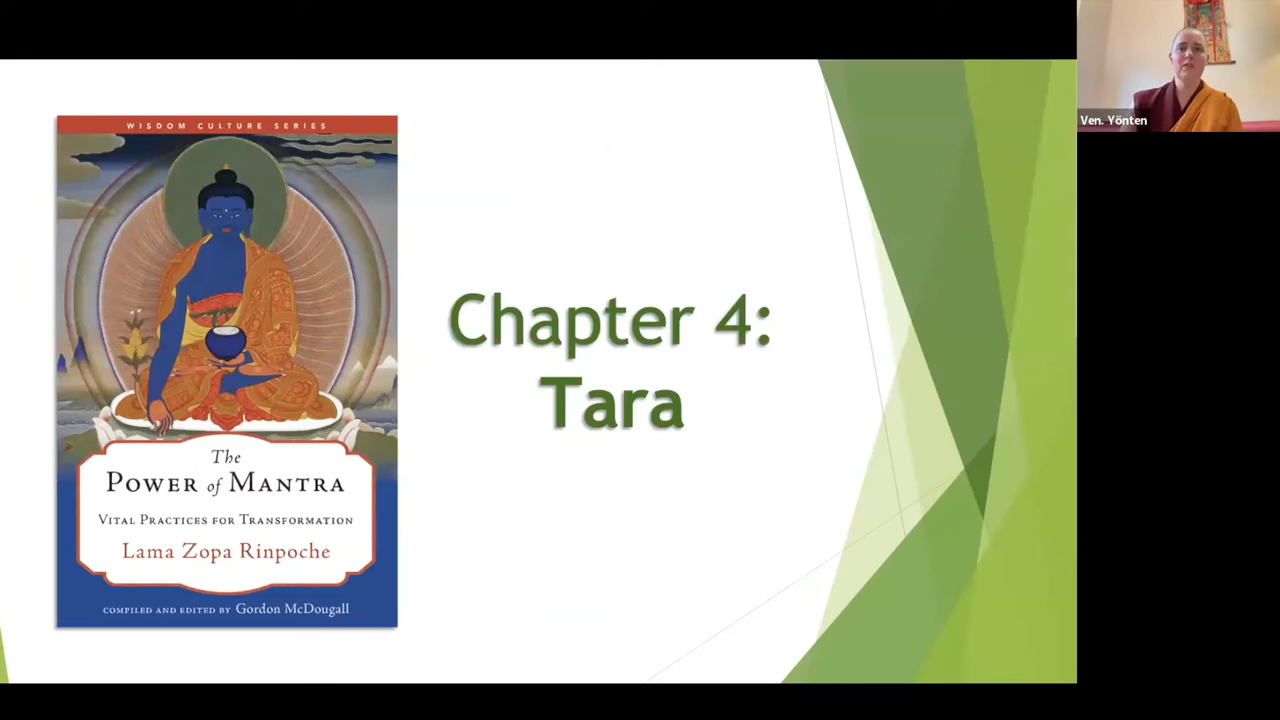 WISDOM CULTURE SERIES
The
POWER of MANTRA
VITAL PRACTICES FOR TRANSFORMATION
Lama Zopa Rinpoche
COMPILED AND EDITED BY Gordon McDougall
Chapter 4:
Tara
Ven. Yönten